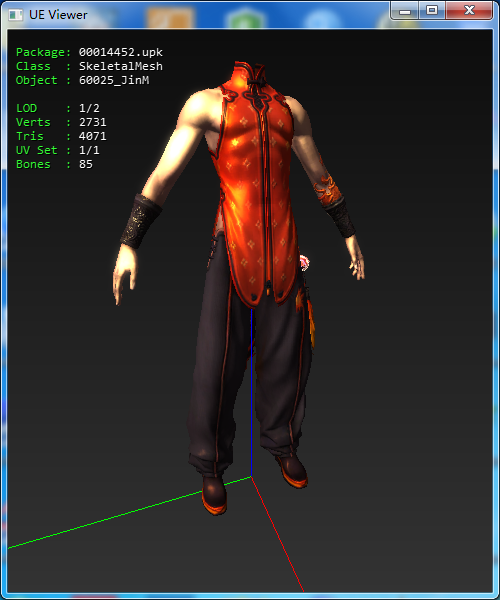 UE Viewer
Package: 00014452.upk
Class : SkeletalMesh
Object : 60025_JinM
LOD : 1/2
Verts : 2731
Tris : 4071
UV Set : 1/1
Bones : 85